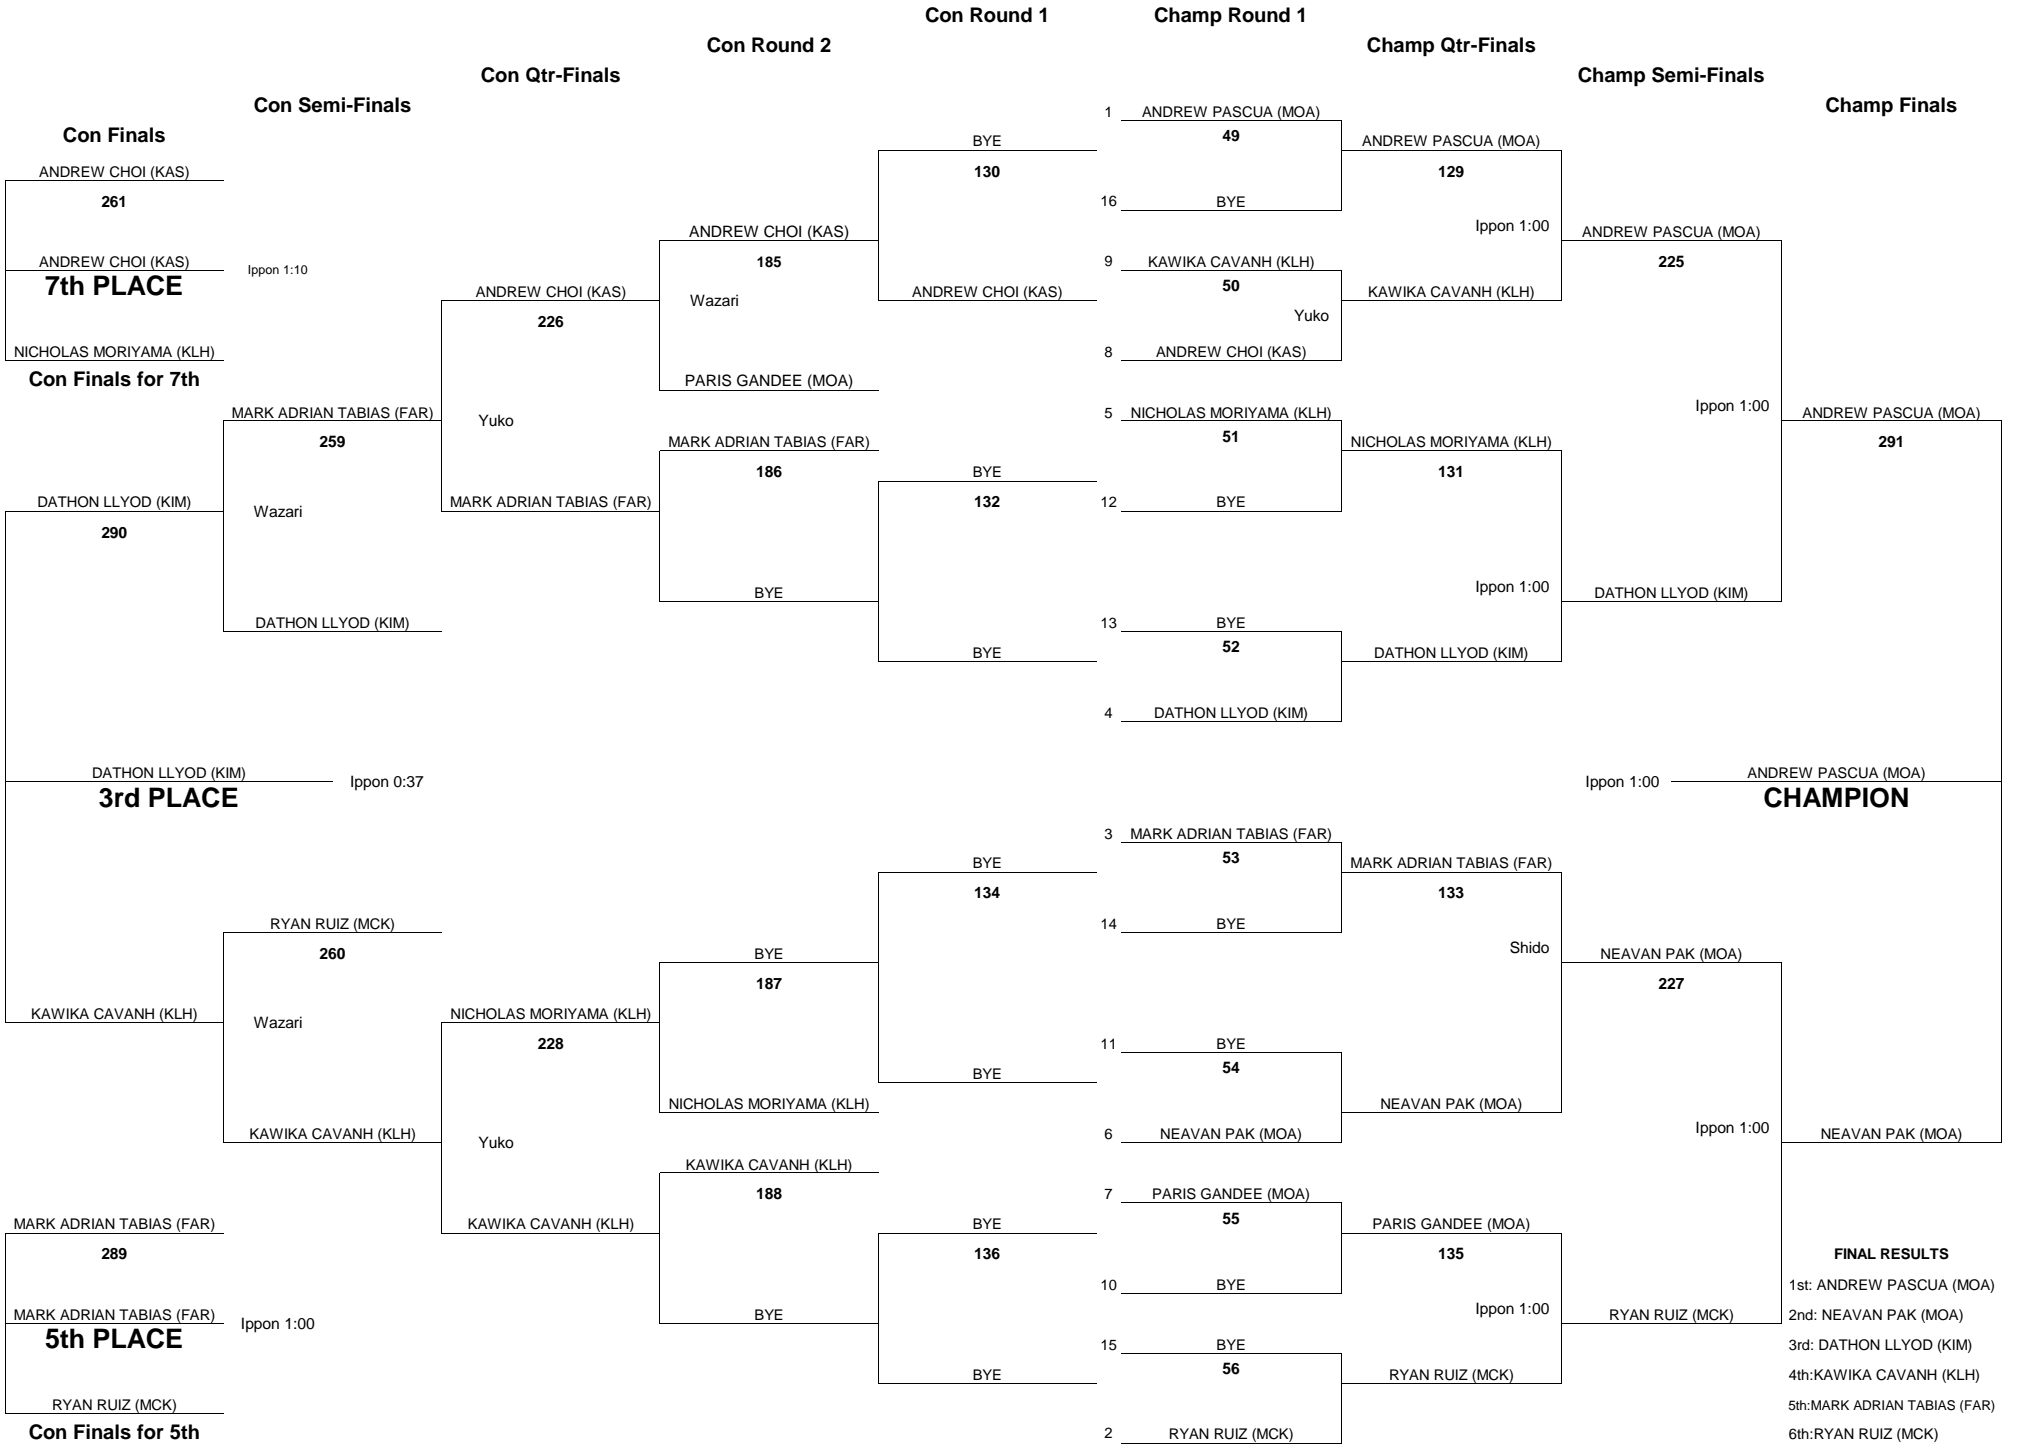 Con Round 1
Champ Round 1
Con Round 2
Champ Qtr-Finals
Con Qtr-Finals
Champ Semi-Finals
Con Semi-Finals
Champ Finals
Con Finals
ANDREW CHOI (KAS)
261
ANDREW CHOI (KAS)
7th PLACE
Ippon 1:10
NICHOLAS MORIYAMA (KLH)
Con Finals for 7th
DATHON LLYOD (KIM)
290
DATHON LLYOD (KIM)
3rd PLACE
Ippon 0:37
KAWIKA CAVANH (KLH)
MARK ADRIAN TABIAS (FAR)
289
MARK ADRIAN TABIAS (FAR)
5th PLACE
Ippon 1:00
RYAN RUIZ (MCK)
Con Finals for 5th
MARK ADRIAN TABIAS (FAR)
259
Wazari
DATHON LLYOD (KIM)
RYAN RUIZ (MCK)
260
Wazari
KAWIKA CAVANH (KLH)
ANDREW CHOI (KAS)
226
Yuko
MARK ADRIAN TABIAS (FAR)
NICHOLAS MORIYAMA (KLH)
228
Yuko
KAWIKA CAVANH (KLH)
ANDREW CHOI (KAS)
185
Wazari
PARIS GANDEE (MOA)
MARK ADRIAN TABIAS (FAR)
186
BYE
BYE
187
NICHOLAS MORIYAMA (KLH)
KAWIKA CAVANH (KLH)
188
BYE
BYE
130
ANDREW CHOI (KAS)
BYE
132
BYE
BYE
134
BYE
BYE
136
BYE
1 ANDREW PASCUA (MOA)
49
16 BYE
9 KAWIKA CAVANH (KLH)
50
Yuko
8 ANDREW CHOI (KAS)
5 NICHOLAS MORIYAMA (KLH)
51
12 BYE
13 BYE
52
4 DATHON LLYOD (KIM)
3 MARK ADRIAN TABIAS (FAR)
53
14 BYE
11 BYE
54
6 NEAVAN PAK (MOA)
7 PARIS GANDEE (MOA)
55
10 BYE
15 BYE
56
2 RYAN RUIZ (MCK)
ANDREW PASCUA (MOA)
129
Ippon 1:00
KAWIKA CAVANH (KLH)
NICHOLAS MORIYAMA (KLH)
131
Ippon 1:00
DATHON LLYOD (KIM)
MARK ADRIAN TABIAS (FAR)
133
Shido
NEAVAN PAK (MOA)
PARIS GANDEE (MOA)
135
Ippon 1:00
RYAN RUIZ (MCK)
ANDREW PASCUA (MOA)
225
Ippon 1:00
DATHON LLYOD (KIM)
NEAVAN PAK (MOA)
227
Ippon 1:00
RYAN RUIZ (MCK)
ANDREW PASCUA (MOA)
291
Ippon 1:00
ANDREW PASCUA (MOA)
CHAMPION
NEAVAN PAK (MOA)
FINAL RESULTS
1st: ANDREW PASCUA (MOA)
2nd: NEAVAN PAK (MOA)
3rd: DATHON LLYOD (KIM)
4th:KAWIKA CAVANH (KLH)
5th:MARK ADRIAN TABIAS (FAR)
6th:RYAN RUIZ (MCK)